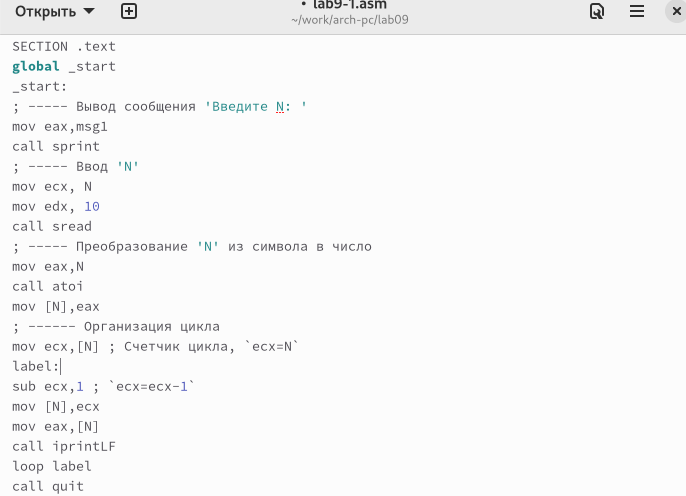 Открыть
• lab9-1.asm
~/work/arch-pc/lab09
SECTION .text
global _start
_start:
; ----- Вывод сообщения 'Введите N: '
mov eax,msg1
call sprint
; ----- Ввод 'N'
mov ecx, N
mov edx, 10
call sread
; ----- Преобразование 'N' из символа в число
mov eax,N
call atoi
mov [N],eax
; ------ Организация цикла
mov ecx,[N] ; Счетчик цикла, `ecx=N`
label:
sub ecx,1 ; `ecx=ecx-1`
mov [N],ecx
mov eax,[N]
call iprintLF
loop label
call quit